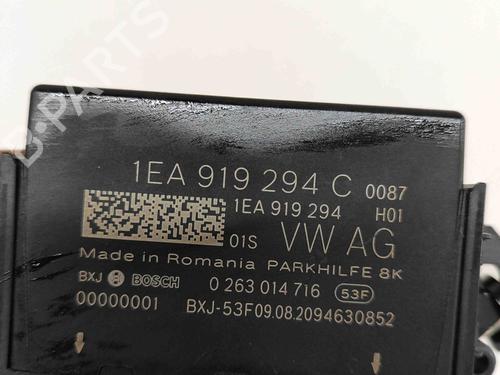 1EA 919 294 C 0087
1EA 919 294 H01
01S VW AG
Made in Romania PARKHILFE 8K
BXJ BOSCH 0 263 014 716 53F
00000001 BXJ-53F09.08.2094630852